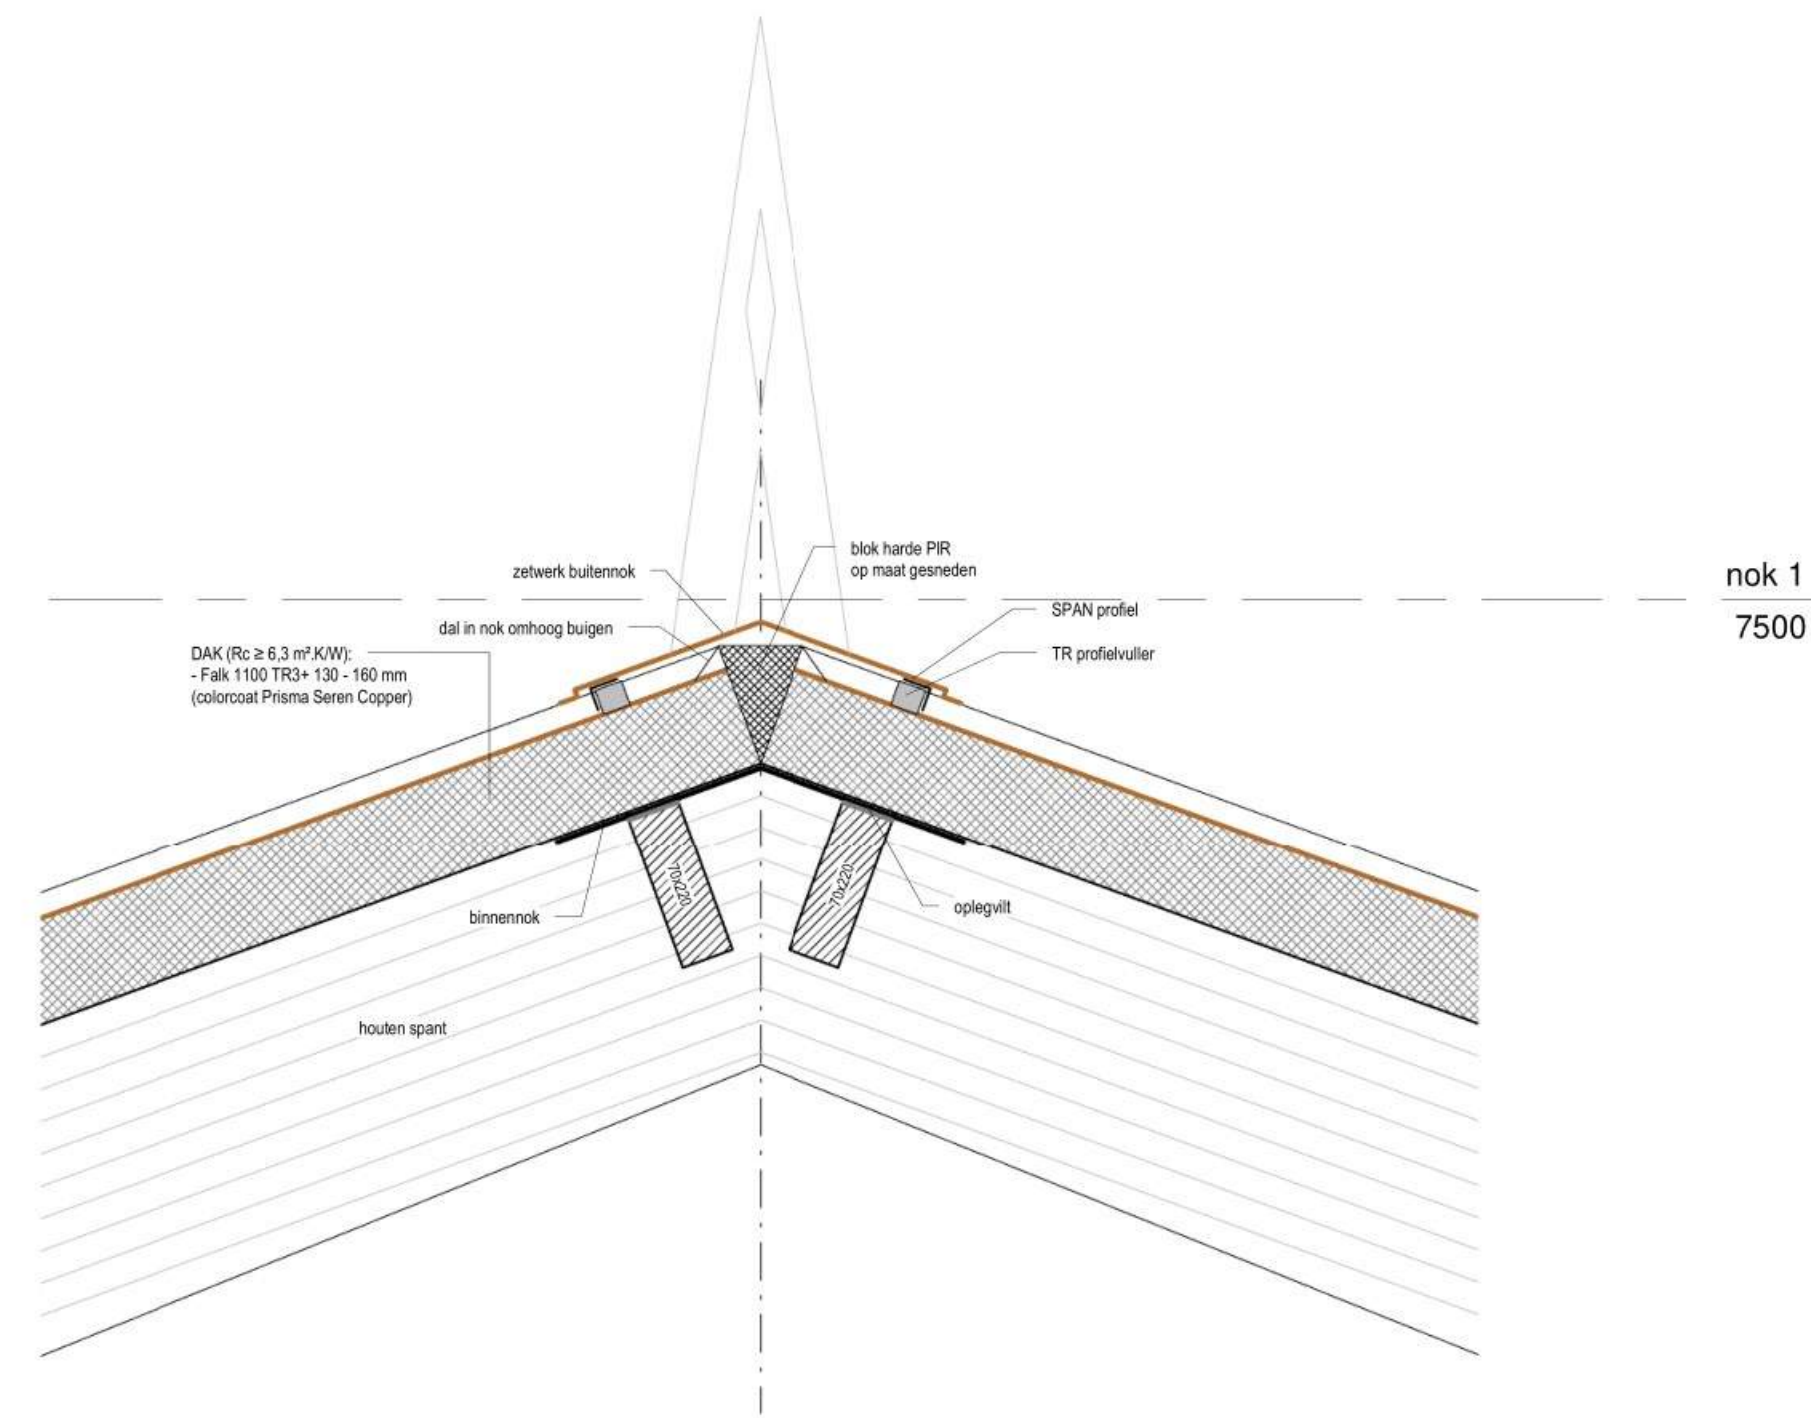 blok harde PIR
op maat gesneden
zetwerk buitennok
nok 1
7500
SPAN profiel
dal in nok omhoog buigen
TR profielvuller
DAK (Rc ≥ 6,3 m².K/W):
- Falk 1100 TR3+ 130 - 160 mm
(colorcoat Prisma Seren Copper)
70x220
70x220
binnennok
oplegvilt
houten spant